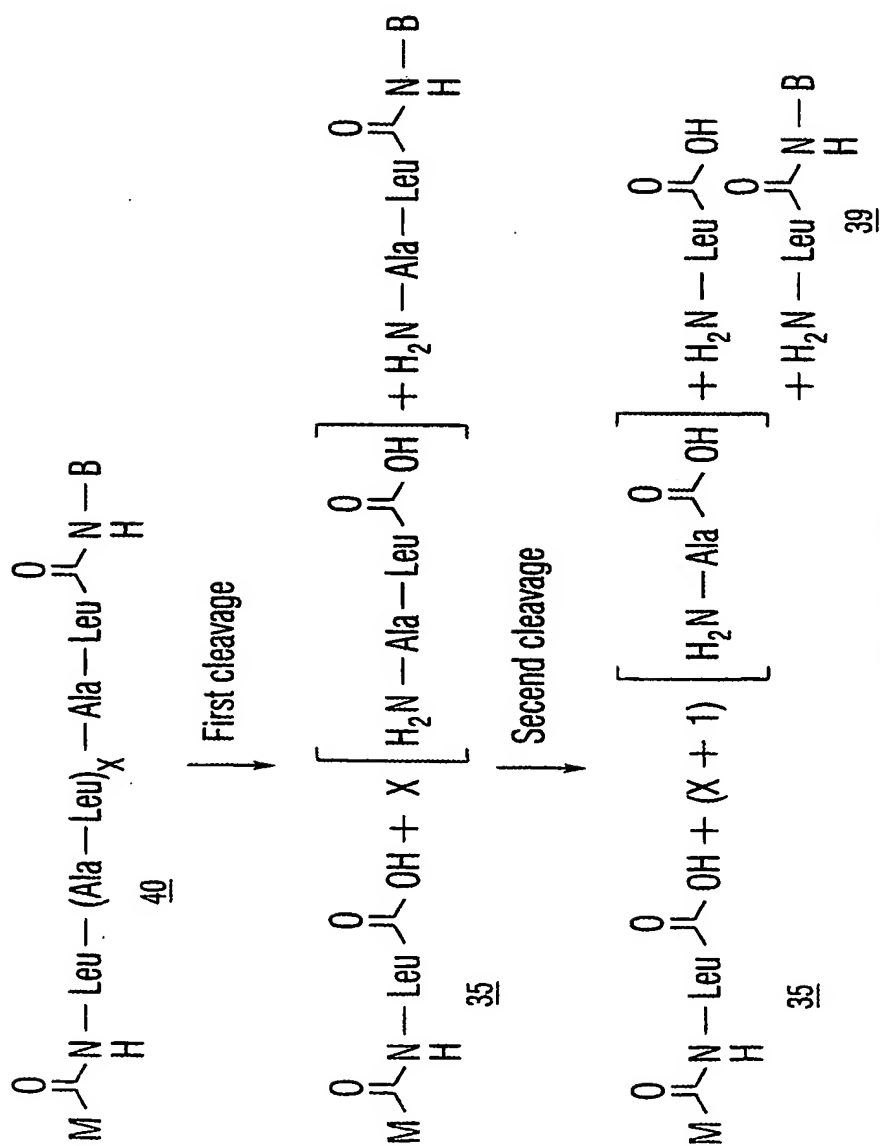 M—C(=O)—N(H)—Leu—(Ala—Leu)X—Ala—Leu—C(=O)—N(H)—B
40
First cleavage
M—C(=O)—N(H)—Leu—C(=O)—OH + X [H2N—Ala—Leu—C(=O)—OH] + H2N—Ala—Leu—C(=O)—N(H)—B
35
Secend cleavage
M—C(=O)—N(H)—Leu—C(=O)—OH + (X + 1) [H2N—Ala—C(=O)—OH] + H2N—Leu—C(=O)—OH
+ H2N—Leu—C(=O)—N(H)—B
35
39